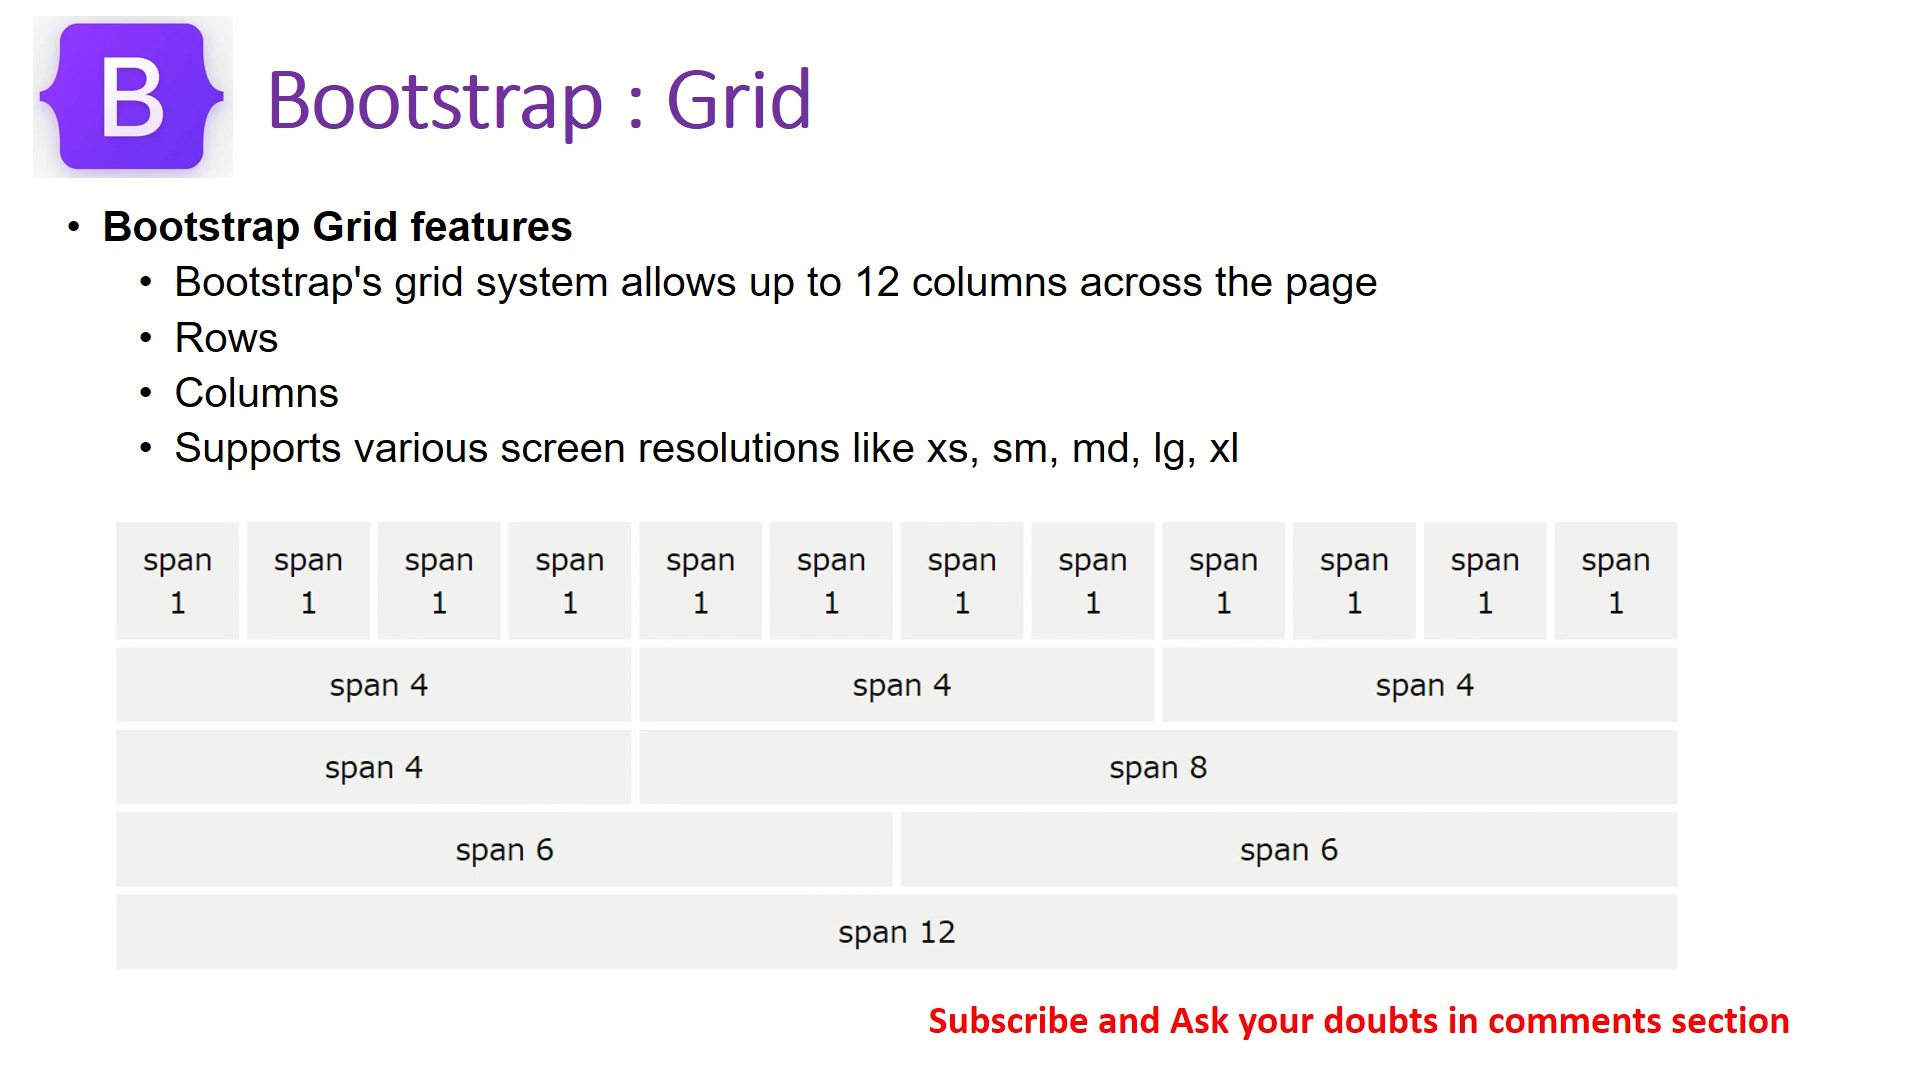 B
Bootstrap : Grid
• Bootstrap Grid features
• Bootstrap's grid system allows up to 12 columns across the page
• Rows
• Columns
• Supports various screen resolutions like xs, sm, md, lg, xl
span 1 span 1 span 1 span 1 span 1 span 1 span 1 span 1 span 1 span 1 span 1 span 1
span 4 span 4 span 4
span 4 span 8
span 6 span 6
span 12
Subscribe and Ask your doubts in comments section